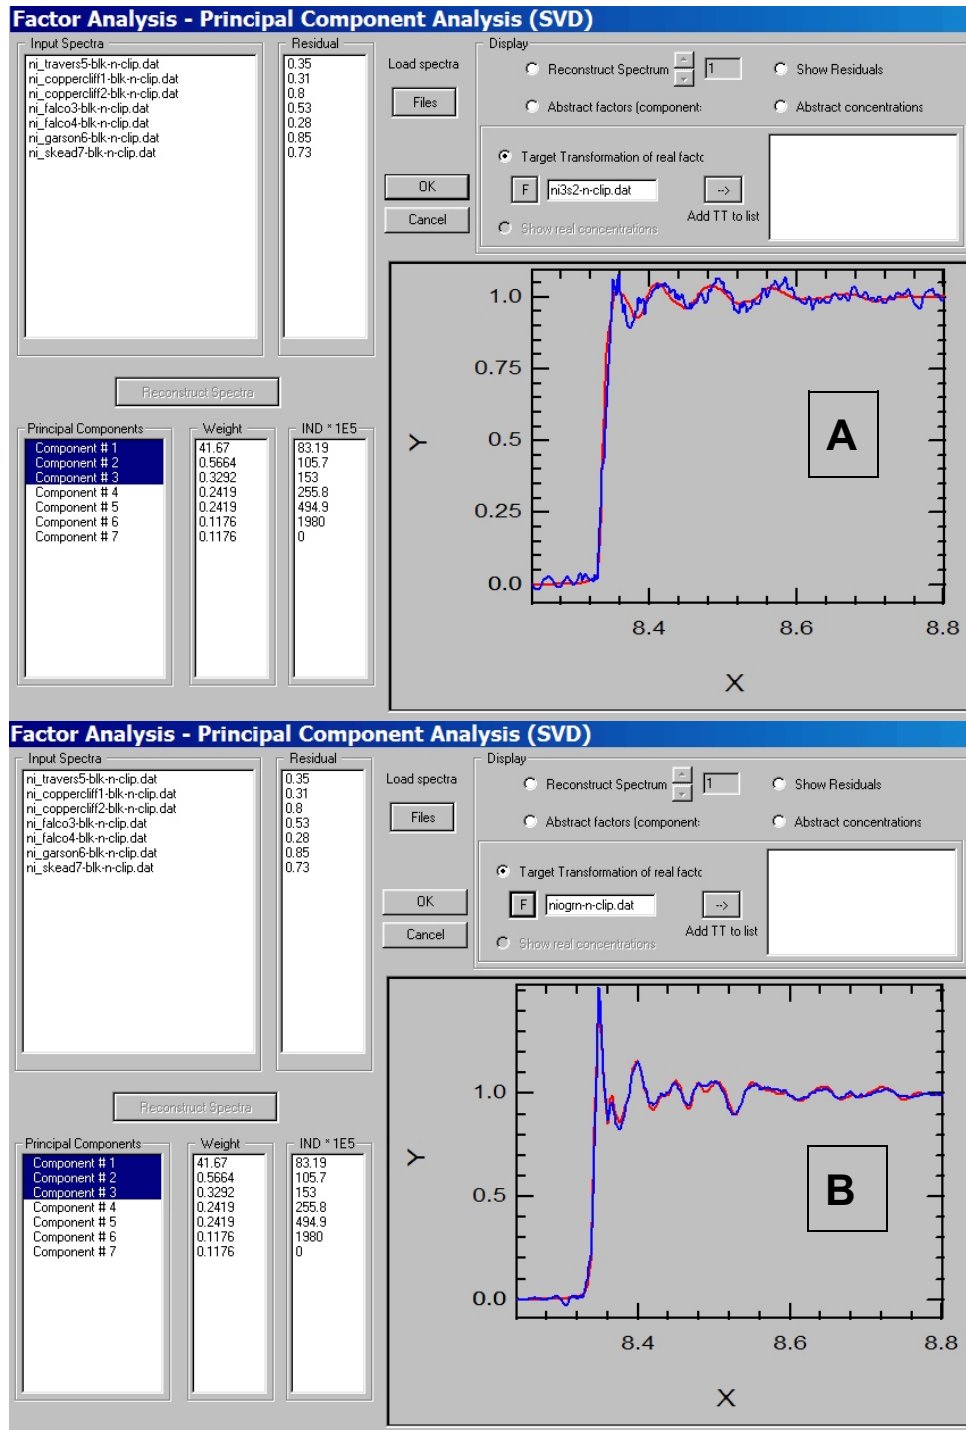 Factor Analysis - Principal Component Analysis (SVD)
Input Spectra
ni_travers5-blk-n-clip.dat
ni_coppercliff1-blk-n-clip.dat
ni_coppercliff2-blk-n-clip.dat
ni_falco3-blk-n-clip.dat
ni_falco4-blk-n-clip.dat
ni_garson6-blk-n-clip.dat
ni_skead7-blk-n-clip.dat
Residual
0.35
0.31
0.8
0.53
0.28
0.85
0.73
Load spectra
Files
OK
Cancel
Display
Reconstruct Spectrum 1 Show Residuals
Abstract factors (component: Abstract concentrations
Target Transformation of real factc
F ni3s2-n-clip.dat -->
Add TT to list
Show real concentrations
Reconstruct Spectra
Principal Components
Component # 1
Component # 2
Component # 3
Component # 4
Component # 5
Component # 6
Component # 7
Weight
41.67
0.5664
0.3292
0.2419
0.2419
0.1176
0.1176
IND * 1E5
83.19
105.7
153
255.8
494.9
1980
0
Y
1.0
0.75
0.5
0.25
0.0
A
8.4 8.6 8.8
X
Factor Analysis - Principal Component Analysis (SVD)
Input Spectra
ni_travers5-blk-n-clip.dat
ni_coppercliff1-blk-n-clip.dat
ni_coppercliff2-blk-n-clip.dat
ni_falco3-blk-n-clip.dat
ni_falco4-blk-n-clip.dat
ni_garson6-blk-n-clip.dat
ni_skead7-blk-n-clip.dat
Residual
0.35
0.31
0.8
0.53
0.28
0.85
0.73
Load spectra
Files
OK
Cancel
Display
Reconstruct Spectrum 1 Show Residuals
Abstract factors (component: Abstract concentrations
Target Transformation of real factc
F niogrn-n-clip.dat -->
Add TT to list
Show real concentrations
Reconstruct Spectra
Principal Components
Component # 1
Component # 2
Component # 3
Component # 4
Component # 5
Component # 6
Component # 7
Weight
41.67
0.5664
0.3292
0.2419
0.2419
0.1176
0.1176
IND * 1E5
83.19
105.7
153
255.8
494.9
1980
0
Y
1.0
0.5
0.0
B
8.4 8.6 8.8
X